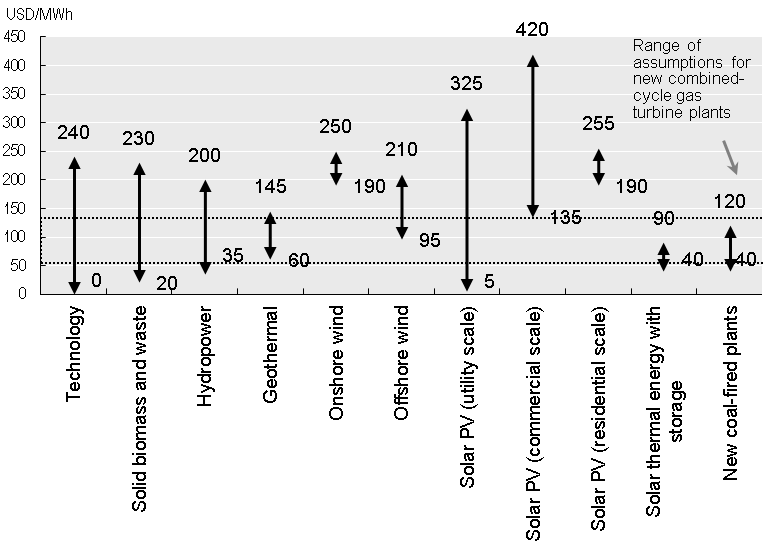 USD/MWh
450
400
350
300
250
200
150
100
50
0
240
0
230
20
200
35
145
60
250
190
210
95
325
5
420
135
255
190
90
40
120
40
Range of
assumptions for
new combined-
cycle gas
turbine plants
Technology
Solid biomass and waste
Hydropower
Geothermal
Onshore wind
Offshore wind
Solar PV (utility scale)
Solar PV (commercial scale)
Solar PV (residential scale)
Solar thermal energy with
storage
New coal-fired plants